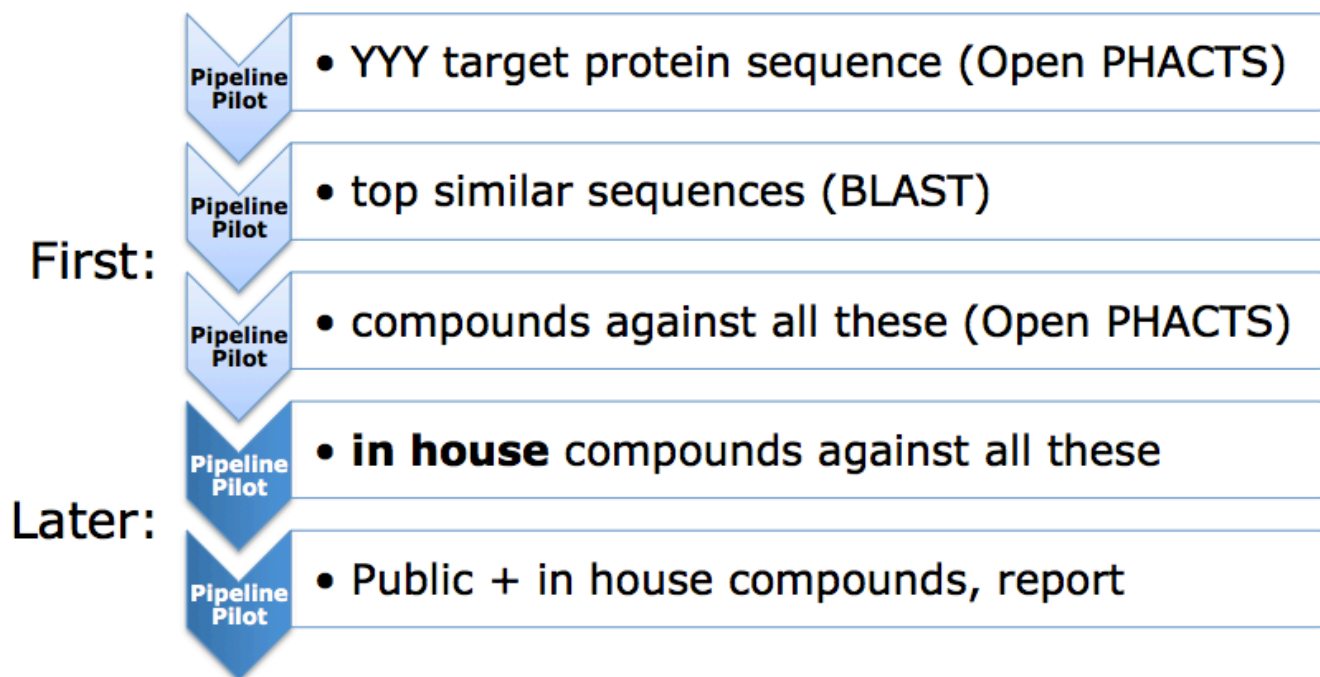 Pipeline
Pilot
• YYY target protein sequence (Open PHACTS)
Pipeline
Pilot
• top similar sequences (BLAST)
First:
Pipeline
Pilot
• compounds against all these (Open PHACTS)
Pipeline
Pilot
• in house compounds against all these
Later:
Pipeline
Pilot
• Public + in house compounds, report